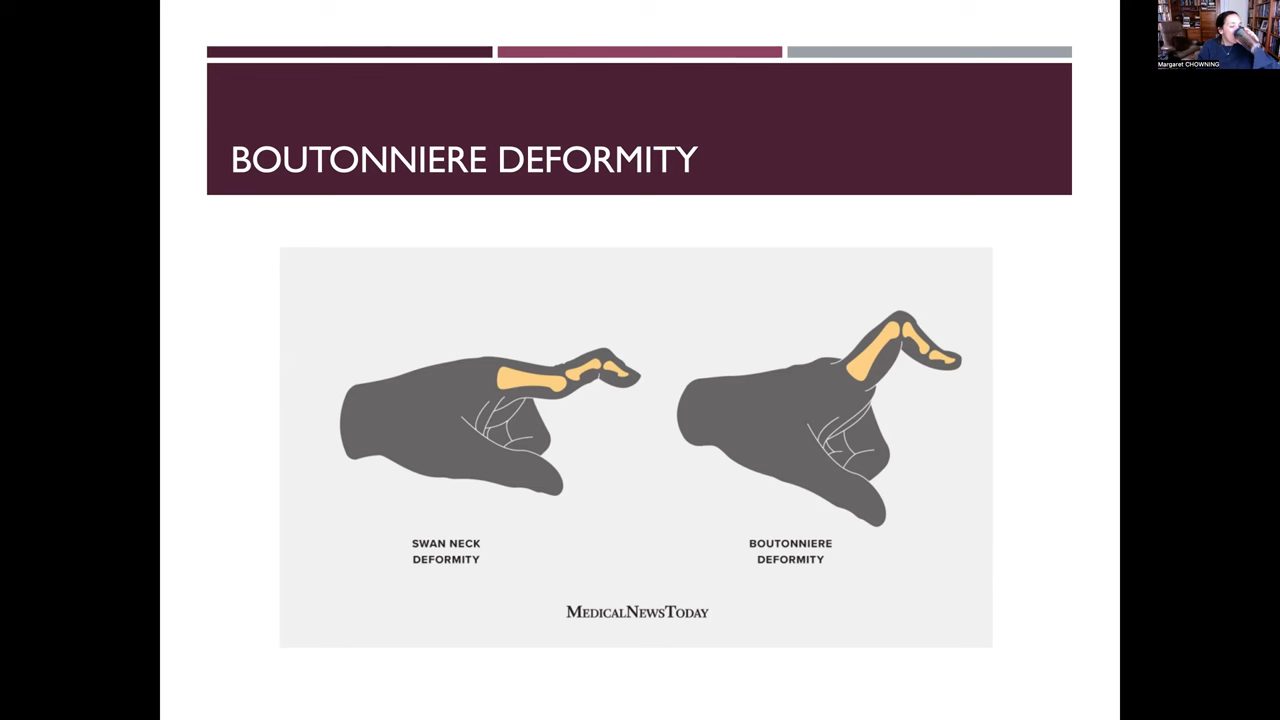 BOUTONNIERE DEFORMITY
SWAN NECK
DEFORMITY
BOUTONNIERE
DEFORMITY
MEDICALNEWSTODAY
Margaret CHOWNING